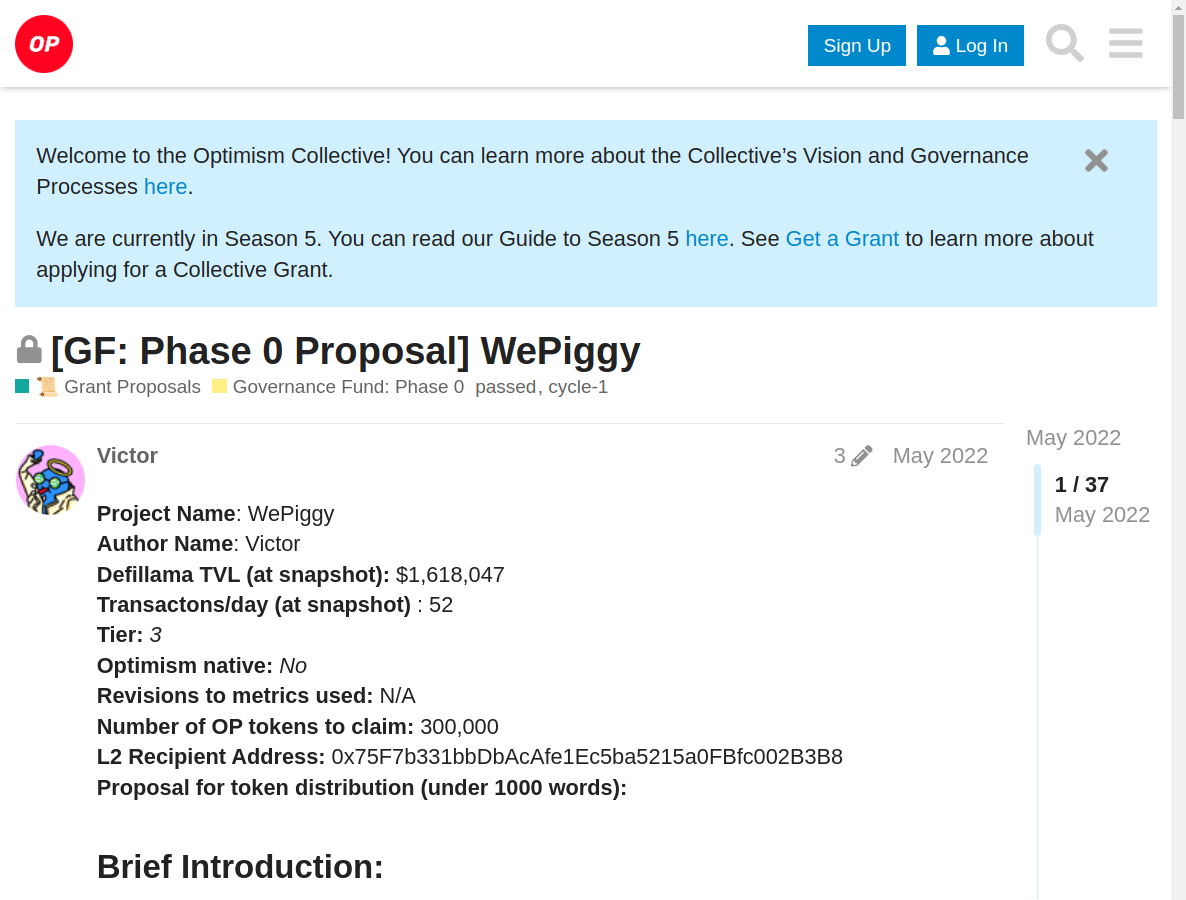 OP
Sign Up
Log In
Welcome to the Optimism Collective! You can learn more about the Collective’s Vision and Governance
Processes here.
We are currently in Season 5. You can read our Guide to Season 5 here. See Get a Grant to learn more about
applying for a Collective Grant.
[GF: Phase 0 Proposal] WePiggy
Grant Proposals Governance Fund: Phase 0 passed, cycle-1
Victor 3 May 2022
May 2022
1 / 37
May 2022
Project Name: WePiggy
Author Name: Victor
Defillama TVL (at snapshot): $1,618,047
Transactons/day (at snapshot) : 52
Tier: 3
Optimism native: No
Revisions to metrics used: N/A
Number of OP tokens to claim: 300,000
L2 Recipient Address: 0x75F7b331bbDbAcAfe1Ec5ba5215a0FBfc002B3B8
Proposal for token distribution (under 1000 words):
Brief Introduction: